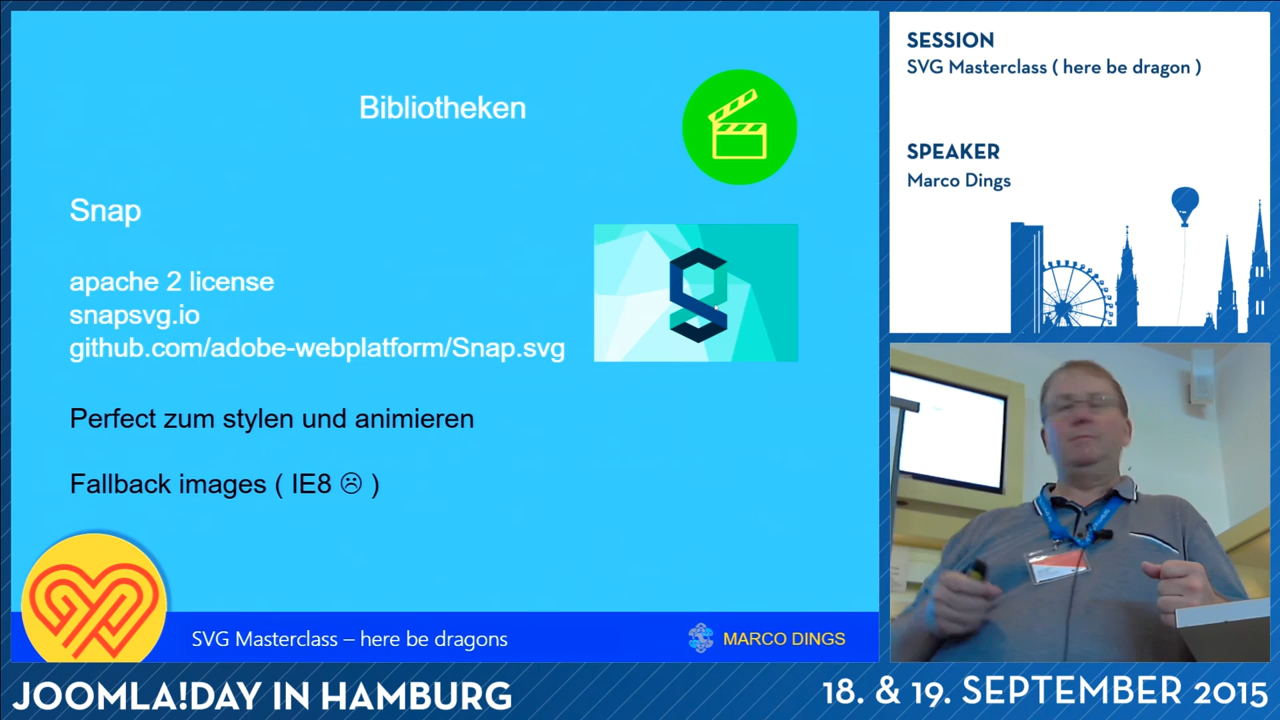 Bibliotheken
Snap
apache 2 license
snapsvg.io
github.com/adobe-webplatform/Snap.svg
Perfect zum stylen und animieren
Fallback images ( IE8 ☹ )
SVG Masterclass – here be dragons
MARCO DINGS
SESSION
SVG Masterclass ( here be dragon )
SPEAKER
Marco Dings
JOOMLA!DAY IN HAMBURG
18. & 19. SEPTEMBER 2015